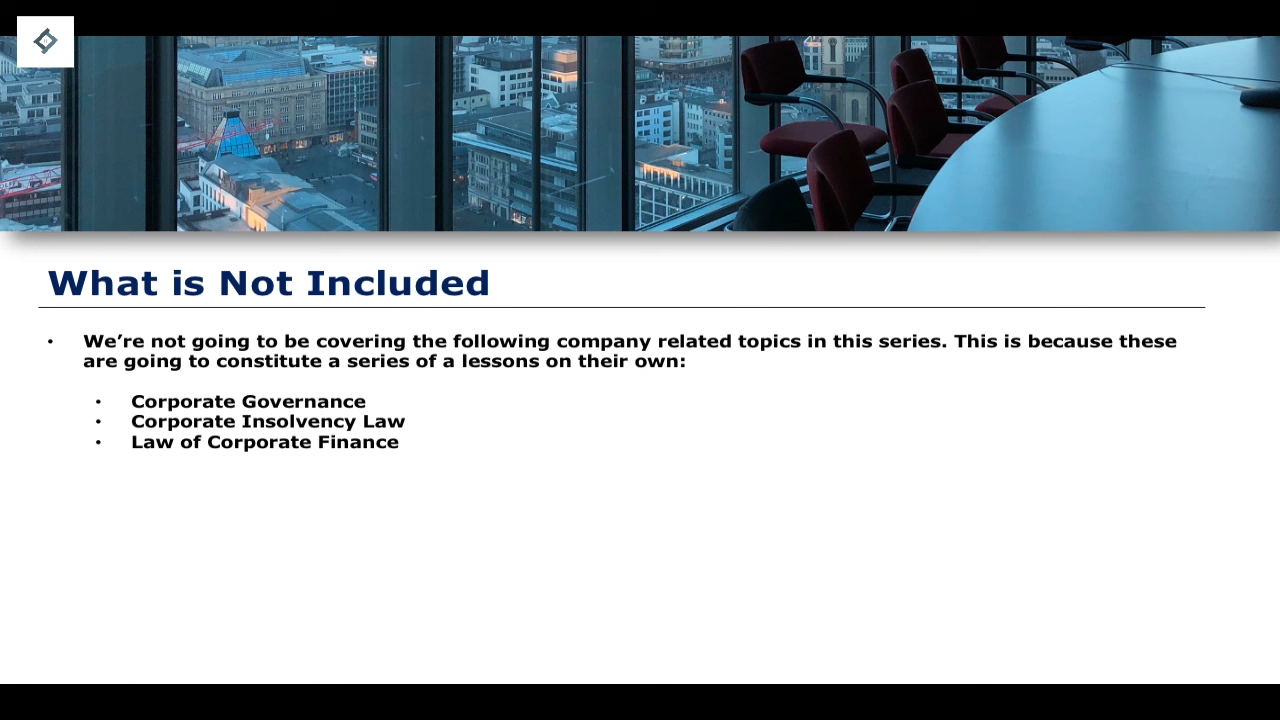 What is Not Included
• We’re not going to be covering the following company related topics in this series. This is because these
are going to constitute a series of a lessons on their own:
• Corporate Governance
• Corporate Insolvency Law
• Law of Corporate Finance